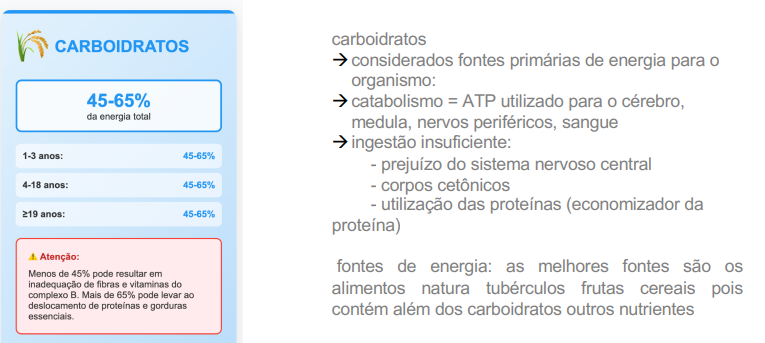 CARBOIDRATOS
45-65%
da energia total
1-3 anos: 45-65%
4-18 anos: 45-65%
≥19 anos: 45-65%
⚠️ Atenção:
Menos de 45% pode resultar em
inadequação de fibras e vitaminas do
complexo B. Mais de 65% pode levar ao
deslocamento de proteínas e gorduras
essenciais.
carboidratos
→ considerados fontes primárias de energia para o
organismo:
→ catabolismo = ATP utilizado para o cérebro,
medula, nervos periféricos, sangue
→ ingestão insuficiente:
- prejuízo do sistema nervoso central
- corpos cetônicos
- utilização das proteínas (economizador da
proteína)
fontes de energia: as melhores fontes são os
alimentos natura tubérculos frutas cereais pois
contém além dos carboidratos outros nutrientes